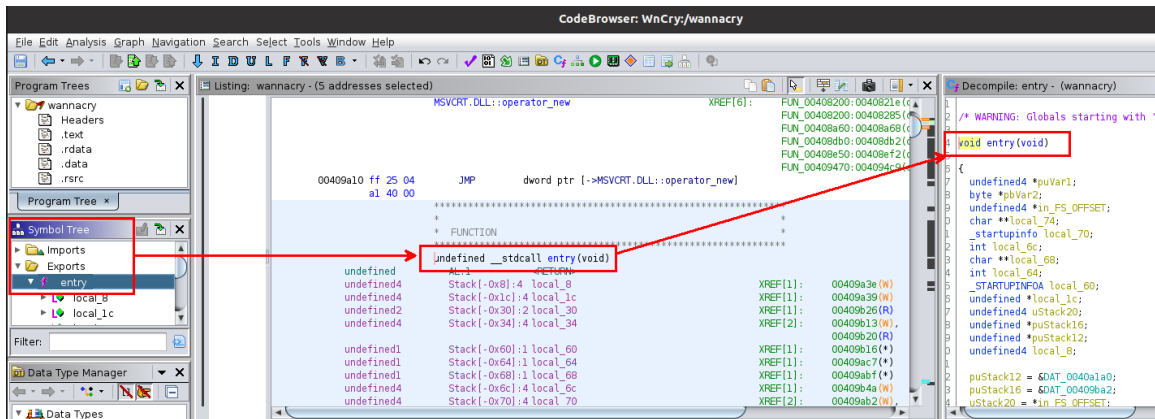 CodeBrowser: WnCry:/wannacry
File Edit Analysis Graph Navigation Search Select Tools Window Help
I D U L F R V B
Program Trees
wannacry
Headers
.text
.rdata
.data
.rsrc
Program Tree ×
Symbol Tree
Imports
Exports
entry
local_8
local_1c
Filter:
Data Type Manager
Data Types
Listing: wannacry - (5 addresses selected)
MSVCRT.DLL::operator_new XREF[6]: FUN_00408200:0040821e(
FUN_00408200:00408285(
FUN_00408a60:00408a68(
FUN_00408db0:00408db2(
FUN_00408e50:00408ef2(
FUN_00409470:004094c9(
00409a10 ff 25 04 JMP dword ptr [->MSVCRT.DLL::operator_new]
a1 40 00
************************************************
* *
* FUNCTION *
************************************************
undefined __stdcall entry(void)
undefined AL:1 <RETURN>
undefined4 Stack[-0x8]:4 local_8 XREF[1]: 00409a3e(W)
undefined4 Stack[-0x1c]:4 local_1c XREF[1]: 00409a39(W)
undefined2 Stack[-0x30]:2 local_30 XREF[1]: 00409b26(R)
undefined4 Stack[-0x34]:4 local_34 XREF[2]: 00409b13(W),
00409b20(R)
undefined1 Stack[-0x60]:1 local_60 XREF[1]: 00409b16(*)
undefined1 Stack[-0x64]:1 local_64 XREF[1]: 00409ac7(*)
undefined1 Stack[-0x68]:1 local_68 XREF[1]: 00409abf(*)
undefined4 Stack[-0x6c]:4 local_6c XREF[1]: 00409b4a(W)
undefined4 Stack[-0x70]:4 local_70 XREF[2]: 00409ab2(W),
Decompile: entry - (wannacry)
/* WARNING: Globals starting with '
void entry(void)
{
undefined4 *puVar1;
byte *pbVar2;
undefined4 *in_FS_OFFSET;
char **local_74;
_startupinfo local_70;
int local_6c;
char **local_68;
int local_64;
_STARTUPINFOA local_60;
undefined *local_1c;
undefined4 uStack20;
undefined *puStack16;
undefined *puStack12;
undefined4 local_8;
puStack12 = &DAT_0040a1a0;
puStack16 = &DAT_00409ba2;
uStack20 = *in_FS_OFFSET;